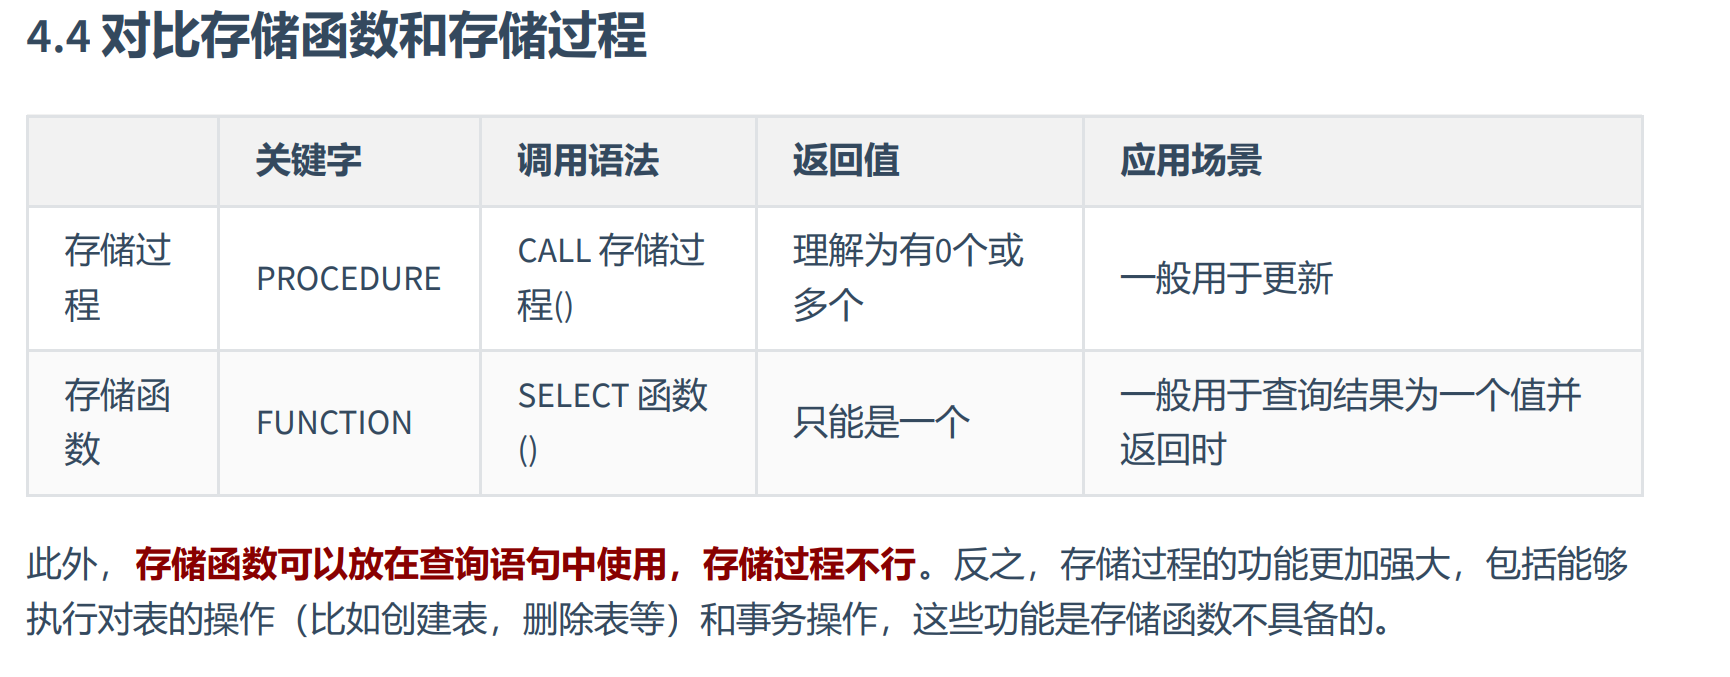 4.4 对比存储函数和存储过程
关键字 调用语法 返回值 应用场景
存储过
程
PROCEDURE
CALL 存储过
程()
理解为有0个或
多个
一般用于更新
存储函
数
FUNCTION
SELECT 函数
()
只能是一个
一般用于查询结果为一个值并
返回时
此外，存储函数可以放在查询语句中使用，存储过程不行。反之，存储过程的功能更加强大，包括能够
执行对表的操作（比如创建表，删除表等）和事务操作，这些功能是存储函数不具备的。